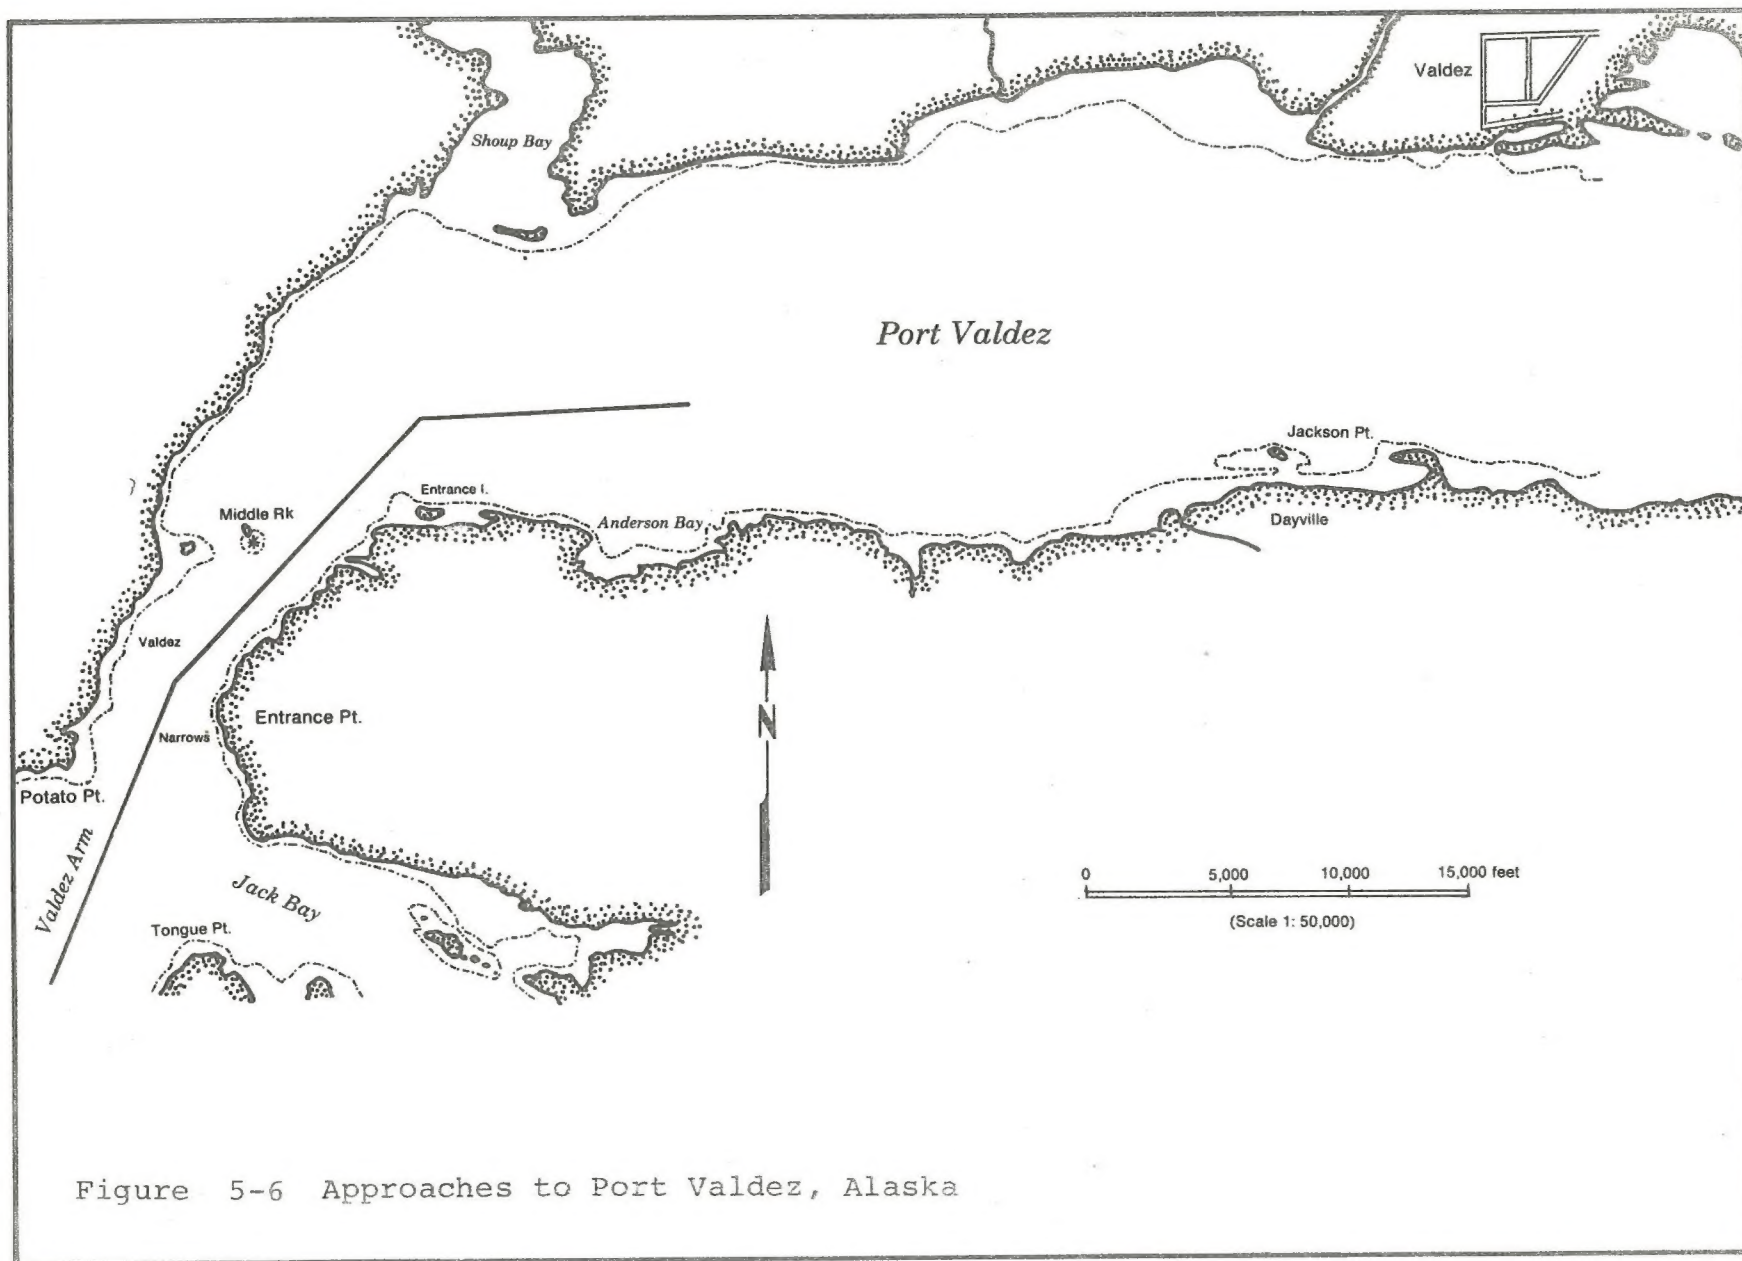 Valdez
Shoup Bay
Port Valdez
Jackson Pt.
Entrance I.
Middle Rk
Anderson Bay
Dayville
Valdez
Entrance Pt.
Narrows
N
Potato Pt.
Valdez Arm
Jack Bay
Tongue Pt.
0 5,000 10,000 15,000 feet
(Scale 1: 50,000)
Figure 5-6 Approaches to Port Valdez, Alaska